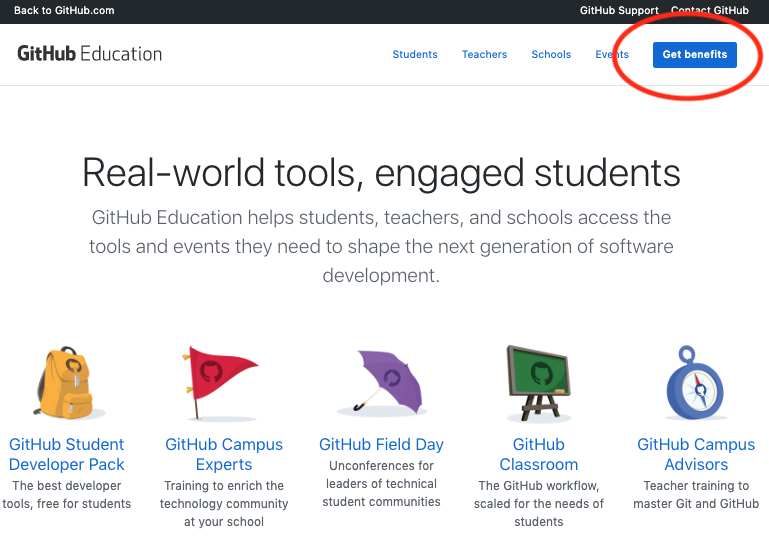 Back to GitHub.com
GitHub Support Contact GitHub
GitHub Education
Students Teachers Schools Events Get benefits
Real-world tools, engaged students
GitHub Education helps students, teachers, and schools access the
tools and events they need to shape the next generation of software
development.
GitHub Student
Developer Pack
The best developer
tools, free for students
GitHub Campus
Experts
Training to enrich the
technology community
at your school
GitHub Field Day
Unconferences for
leaders of technical
student communities
GitHub
Classroom
The GitHub workflow,
scaled for the needs of
students
GitHub Campus
Advisors
Teacher training to
master Git and GitHub